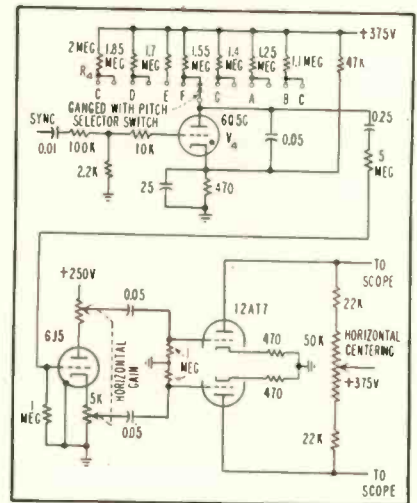 +375V
2 MEG
1.85 MEG
1.7 MEG
1.55 MEG
1.4 MEG
1.25 MEG
1.1 MEG
47K
R4
C D E F G A B C
GANGED WITH PITCH
SELECTOR SWITCH
SYNC
0.01
100K
10K
2.2K
6Q5G
V4
0.05
0.25
5 MEG
25
470
+250V
6J5
0.05
12AT7
TO SCOPE
22K
HORIZONTAL GAIN
1 MEG
470
470
50K
HORIZONTAL CENTERING
+375V
1 MEG
5K
0.05
22K
TO SCOPE